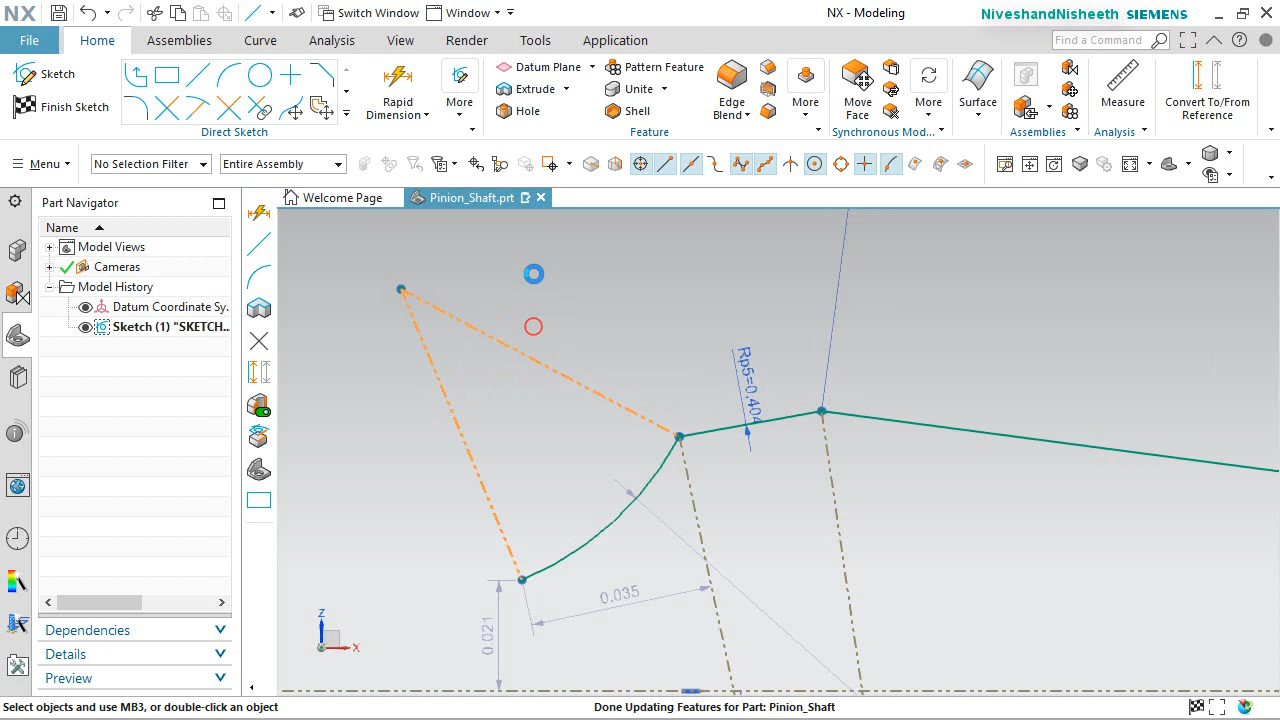 NX
Switch Window
Window
NX - Modeling
NiveshandNisheeth SIEMENS
File
Home
Assemblies
Curve
Analysis
View
Render
Tools
Application
Find a Command
Sketch
Finish Sketch
Direct Sketch
Rapid
Dimension
More
Datum Plane
Extrude
Hole
Pattern Feature
Unite
Shell
Edge
Blend
More
Feature
Move
Face
More
Synchronous Mod...
Surface
Assemblies
Measure
Analysis
Convert To/From
Reference
Menu
No Selection Filter
Entire Assembly
Part Navigator
Welcome Page
Pinion_Shaft.prt
Name
Model Views
Cameras
Model History
Datum Coordinate Sy.
Sketch (1) "SKETCH...
Rp5=0.404
0.035
0.021
Z
X
Dependencies
Details
Preview
Select objects and use MB3, or double-click an object
Done Updating Features for Part: Pinion_Shaft